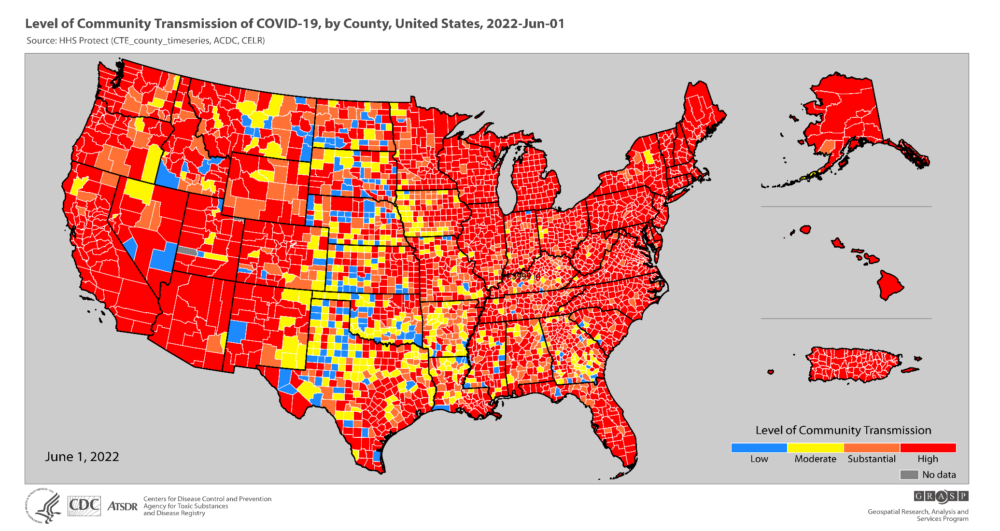 Level of Community Transmission of COVID-19, by County, United States, 2022-Jun-01
Source: HHS Protect (CTE_county_timeseries, ACDC, CELR)
June 1, 2022
Level of Community Transmission
Low Moderate Substantial High
No data
CDC ATSDR
Centers for Disease Control and Prevention
Agency for Toxic Substances
and Disease Registry
GRASP
Geospatial Research, Analysis and
Services Program